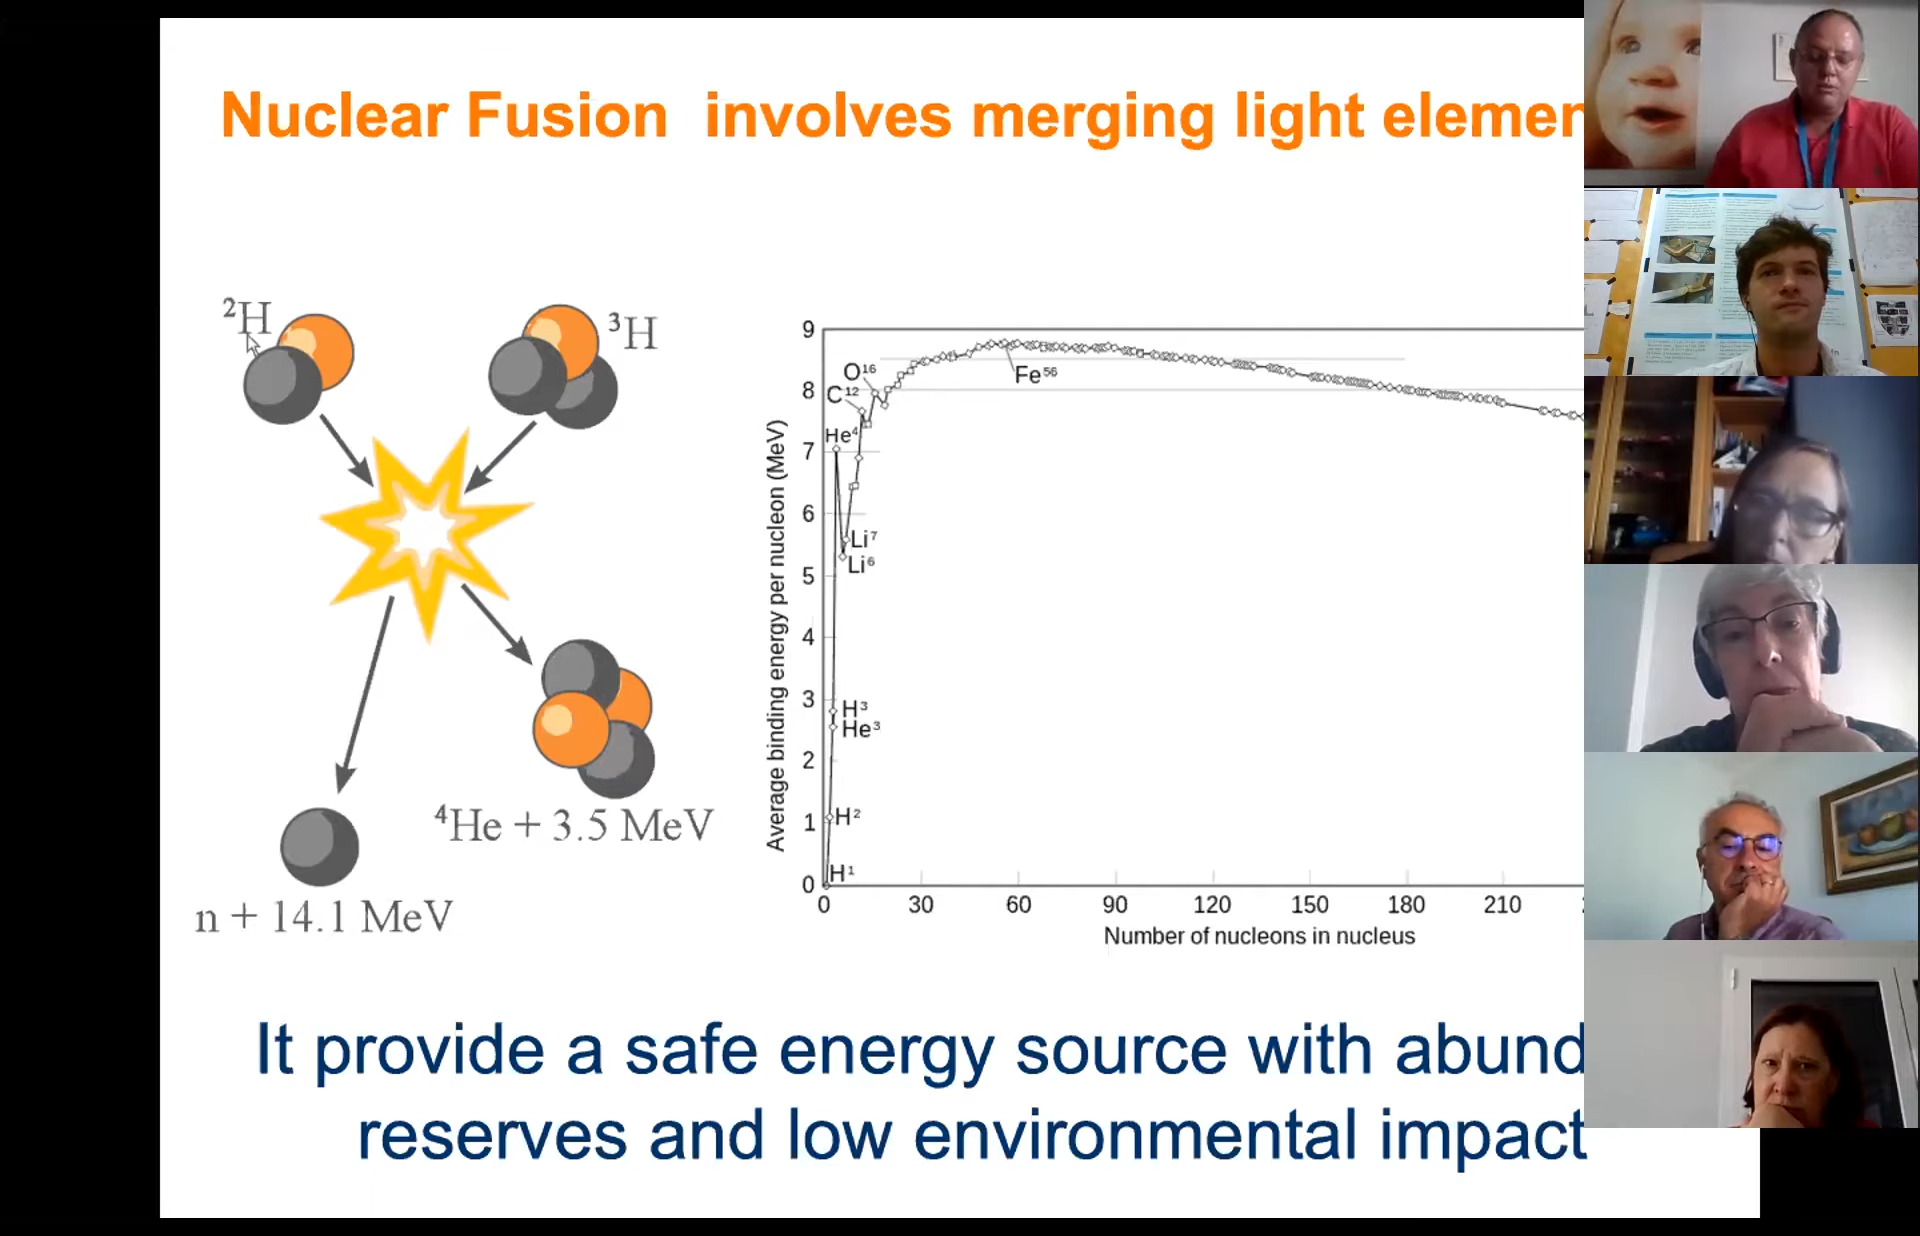 Nuclear Fusion involves merging light elemen
²H
³H
⁴He + 3.5 MeV
n + 14.1 MeV
Average binding energy per nucleon (MeV)
9
8
7
6
5
4
3
2
1
0
O¹⁶
C¹²
He⁴
Fe⁵⁶
Li⁷
Li⁶
H³
He³
H²
H¹
0 30 60 90 120 150 180 210
Number of nucleons in nucleus
It provide a safe energy source with abund
reserves and low environmental impact